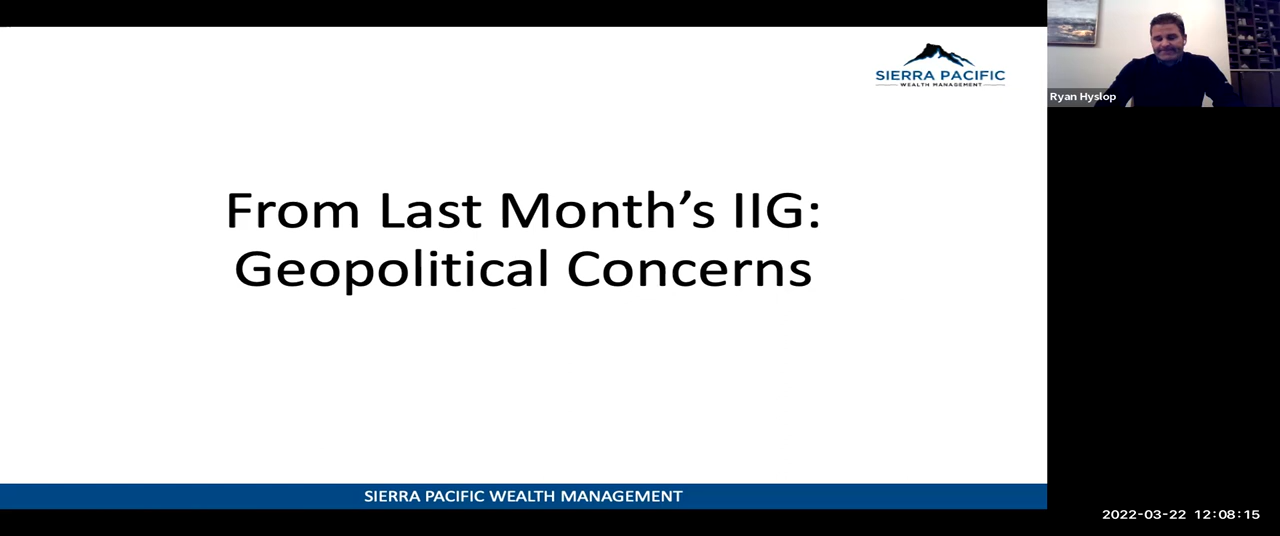 SIERRA PACIFIC
WEALTH MANAGEMENT
Ryan Hyslop
From Last Month’s IIG:
Geopolitical Concerns
SIERRA PACIFIC WEALTH MANAGEMENT
2022-03-22 12:08:15